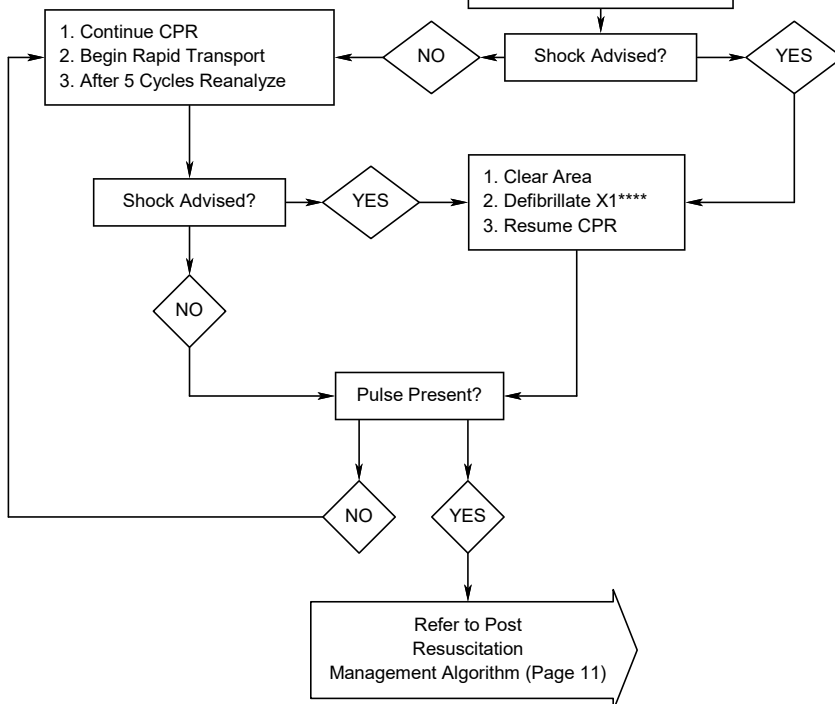 Shock Advised?
YES
NO
1. Continue CPR
2. Begin Rapid Transport
3. After 5 Cycles Reanalyze
Shock Advised?
YES
1. Clear Area
2. Defibrillate X1****
3. Resume CPR
NO
Pulse Present?
NO
YES
Refer to Post
Resuscitation
Management Algorithm (Page 11)